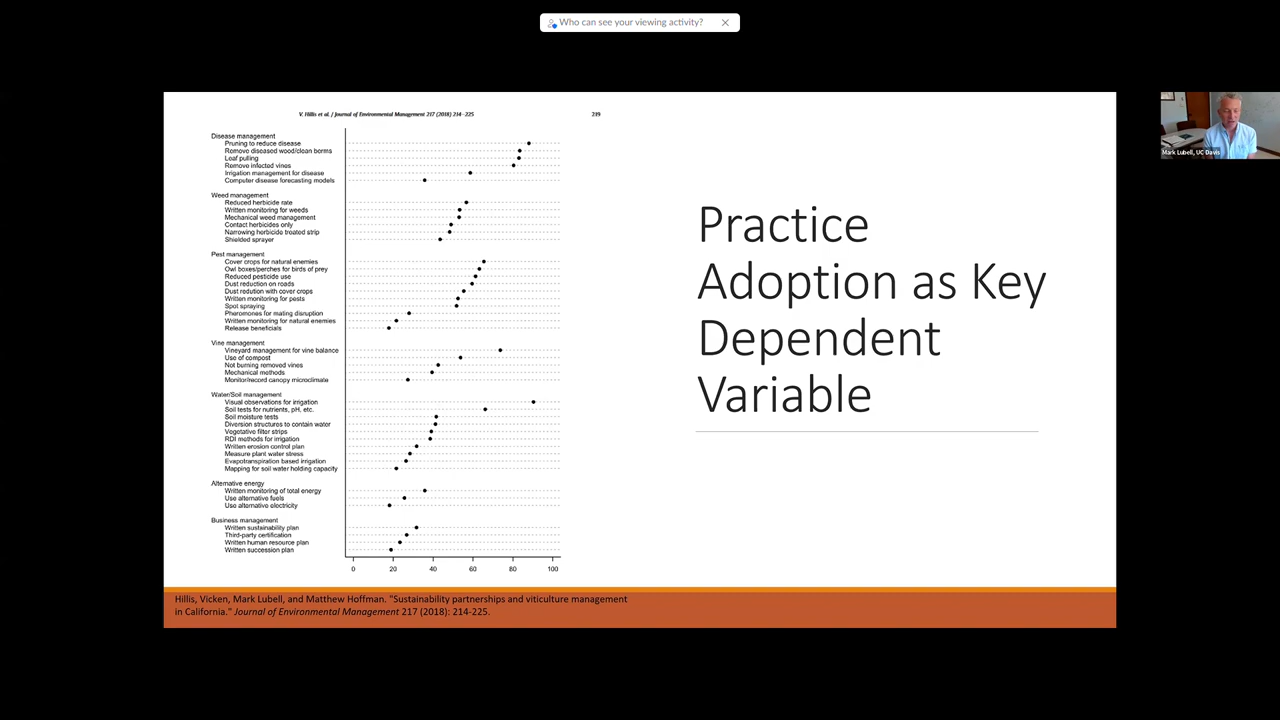 Who can see your viewing activity?
V. Hillis et al. / Journal of Environmental Management 217 (2018) 214–225
219
Disease management
Pruning to reduce disease
Remove diseased wood/clean berms
Leaf pulling
Remove infected vines
Irrigation management for disease
Computer disease forecasting models
Weed management
Reduced herbicide rate
Written monitoring for weeds
Mechanical weed management
Contact herbicides only
Narrowing herbicide treated strip
Shielded sprayer
Pest management
Cover crops for natural enemies
Owl boxes/perches for birds of prey
Reduced pesticide use
Dust reduction on roads
Dust redution with cover crops
Written monitoring for pests
Spot spraying
Pheromones for mating disruption
Written monitoring for natural enemies
Release beneficials
Vine management
Vineyard management for vine balance
Use of compost
Not burning removed vines
Mechanical methods
Monitor/record canopy microclimate
Water/Soil management
Visual observations for irrigation
Soil tests for nutrients, pH, etc.
Soil moisture tests
Diversion structures to contain water
Vegetative filter strips
RDI methods for irrigation
Written erosion control plan
Measure plant water stress
Evapotranspiration based irrigation
Mapping for soil water holding capacity
Alternative energy
Written monitoring of total energy
Use alternative fuels
Use alternative electricity
Business management
Written sustainability plan
Third-party certification
Written human resource plan
Written succession plan
0 20 40 60 80 100
Practice
Adoption as Key
Dependent
Variable
Hillis, Vicken, Mark Lubell, and Matthew Hoffman. "Sustainability partnerships and viticulture management
in California." Journal of Environmental Management 217 (2018): 214-225.
Mark Lubell, UC Davis